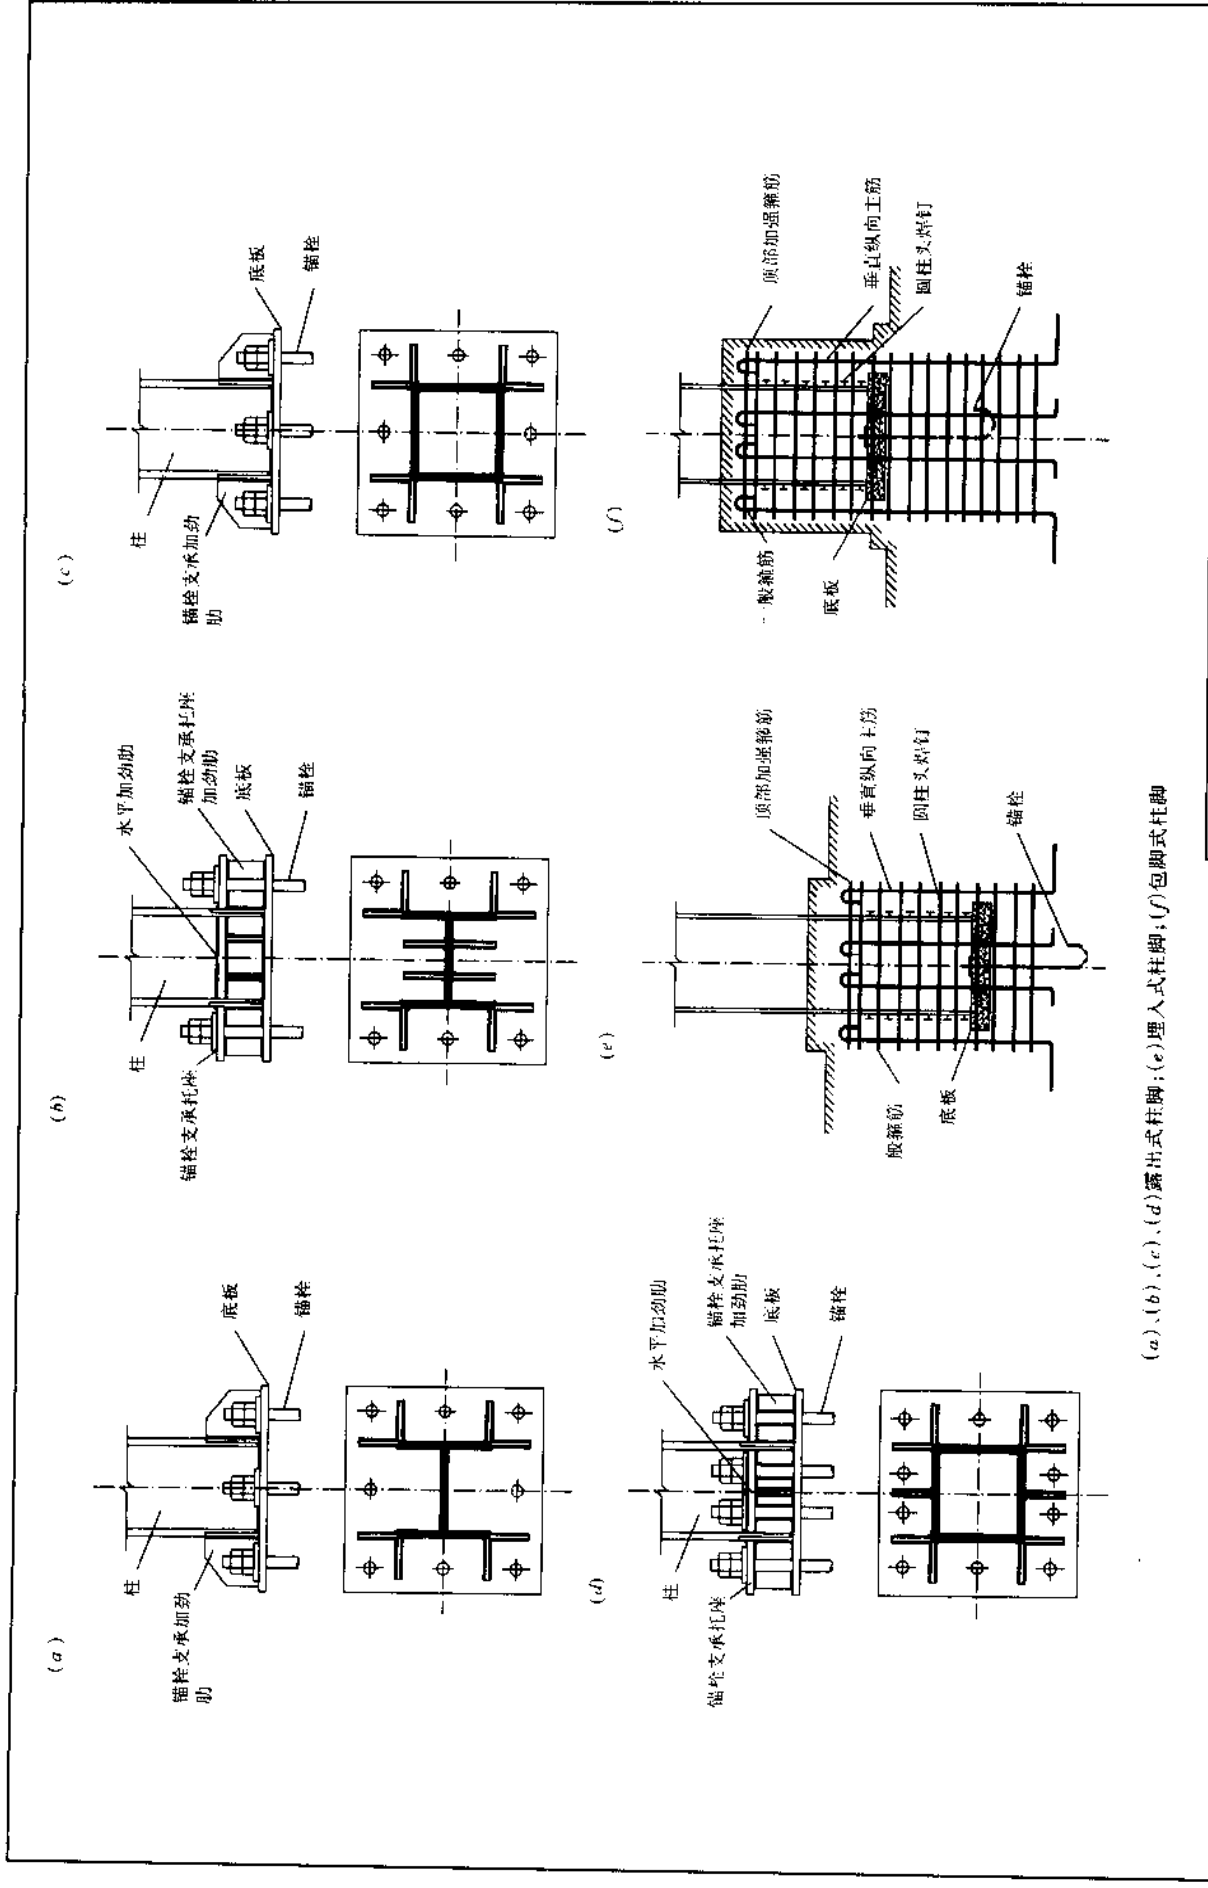 (a)
柱
锚栓支承加劲
肋
底板
锚栓
(b)
柱
锚栓支承托座
水平加劲肋
锚栓支承托座
加劲肋
底板
锚栓
(c)
柱
锚栓支承加劲
肋
底板
锚栓
(d)
柱
锚栓支承托座
水平加劲肋
锚栓支承托座
加劲肋
底板
锚栓
(e)
般箍筋
底板
顶部加强箍筋
垂直纵向主筋
圆柱头焊钉
锚栓
(f)
一般箍筋
底板
顶部加强箍筋
垂直纵向主筋
圆柱头焊钉
锚栓
(a)、(b)、(c)、(d)露出式柱脚;(e)埋入式柱脚;(f)包脚式柱脚